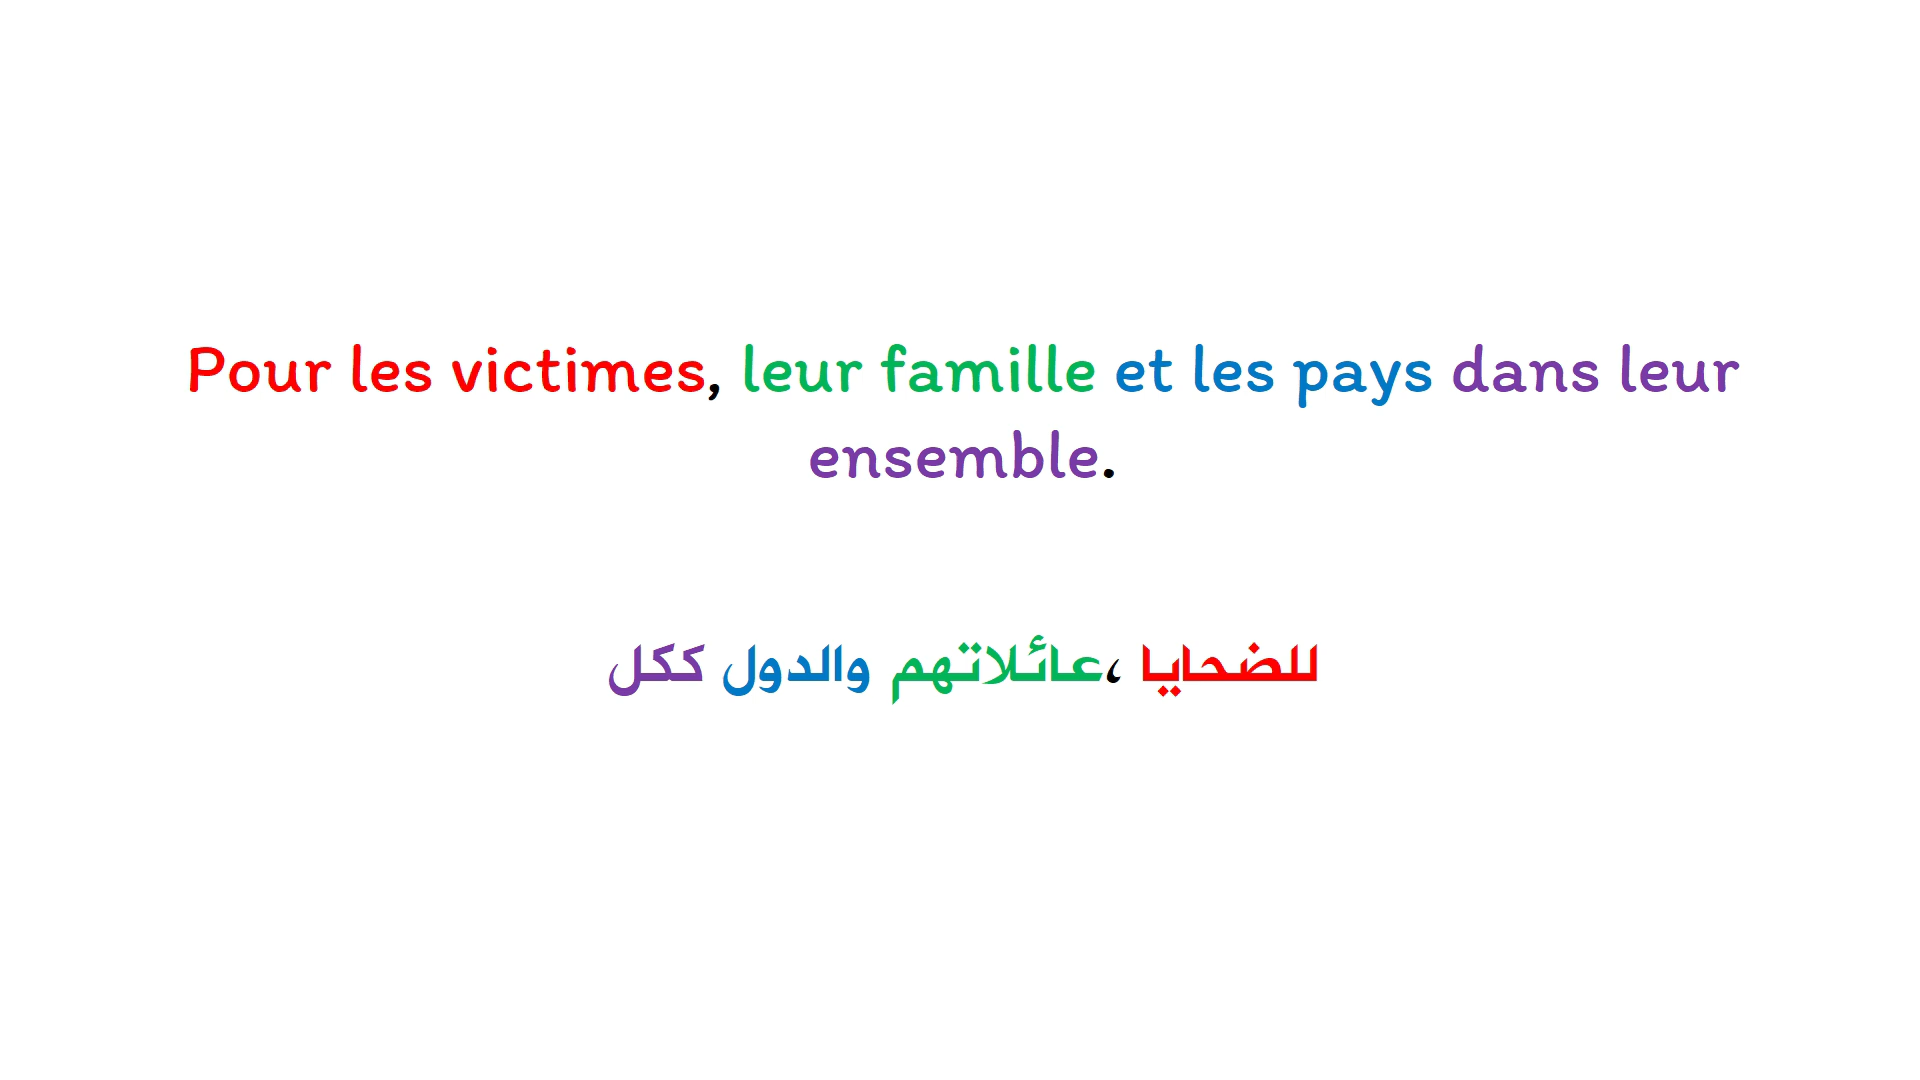 Pour les victimes, leur famille et les pays dans leur
ensemble.
للضحايا ،عائلاتهم والدول ككل